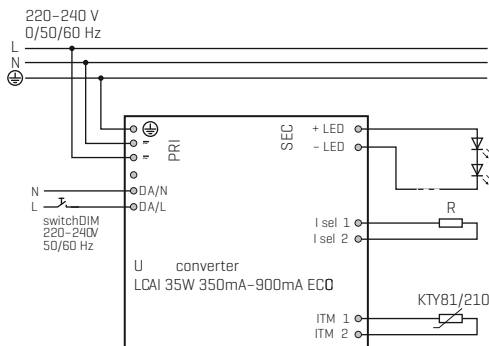 220-240 V
0/50/60 Hz
L
N
PRI
SEC
+ LED
- LED
N
DA/N
L
DA/L
switchDIM
220-240V
50/60 Hz
I sel 1
I sel 2
R
U converter
LCAI 35W 350mA-900mA ECO
KTY81/210
ITM 1
ITM 2